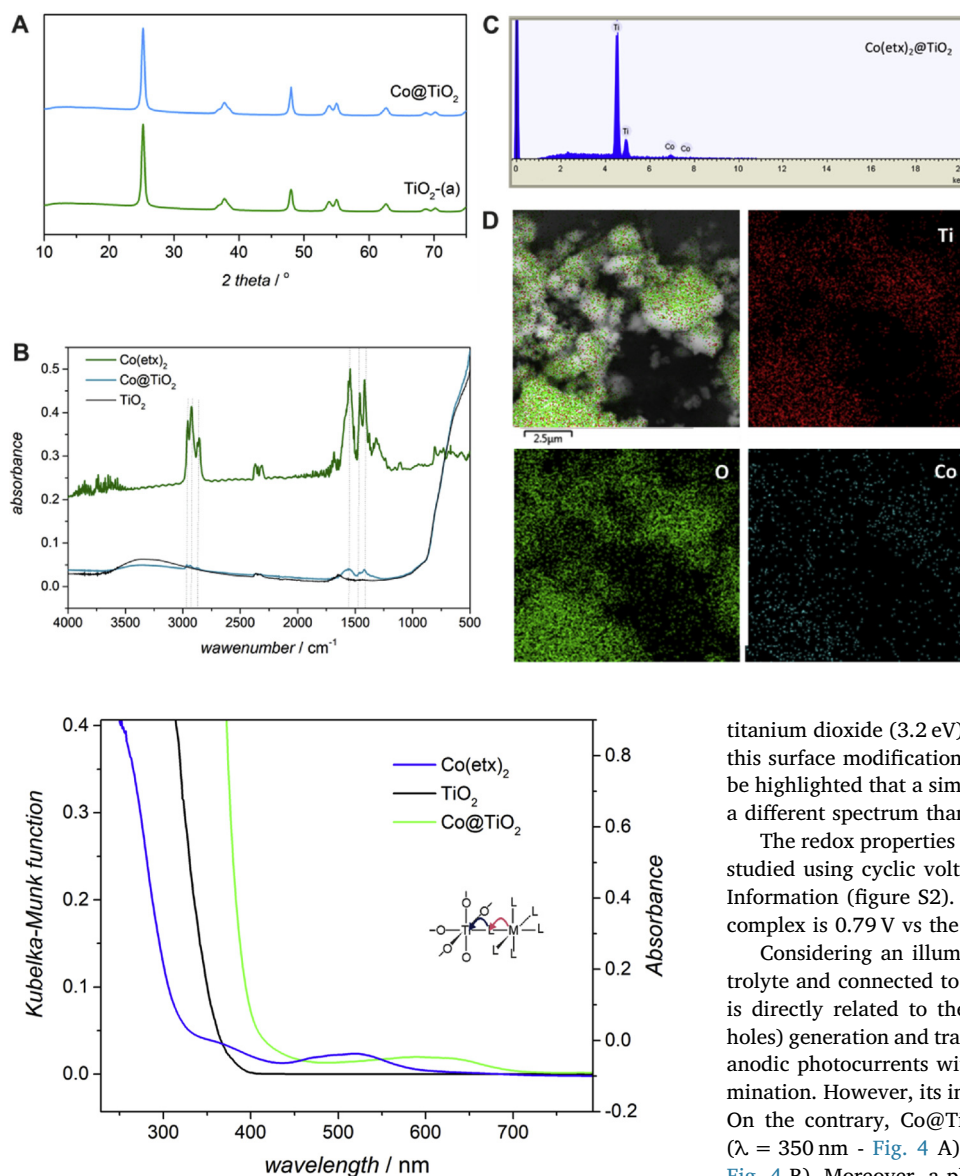 A
Co@TiO2
TiO2-(a)
10 20 30 40 50 60 70
2 theta / °
B
Co(etx)2
Co@TiO2
TiO2
0.5
0.4
0.3
0.2
0.1
0.0
absorbance
4000 3500 3000 2500 2000 1500 1000 500
wawenumber / cm-1
C
Co(etx)2@TiO2
Ti
Ti
Co Co
0 2 4 6 8 10 12 14 16 18 2
ke
D
2.5μm
Ti
O
Co
0.4
0.3
0.2
0.1
0.0
Kubelka-Munk function
Co(etx)2
TiO2
Co@TiO2
0.8
0.6
0.4
0.2
0.0
-0.2
Absorbance
300 400 500 600 700
wavelength / nm
O O L L
-O-Ti-L-M-L
O O L L
titanium dioxide (3.2 eV)
this surface modification
be highlighted that a sim
a different spectrum than
The redox properties
studied using cyclic volt
Information (figure S2).
complex is 0.79 V vs the
Considering an illum
trolyte and connected to
is directly related to the
holes) generation and tra
anodic photocurrents wi
mination. However, its in
On the contrary, Co@Ti
(λ = 350 nm - Fig. 4 A)